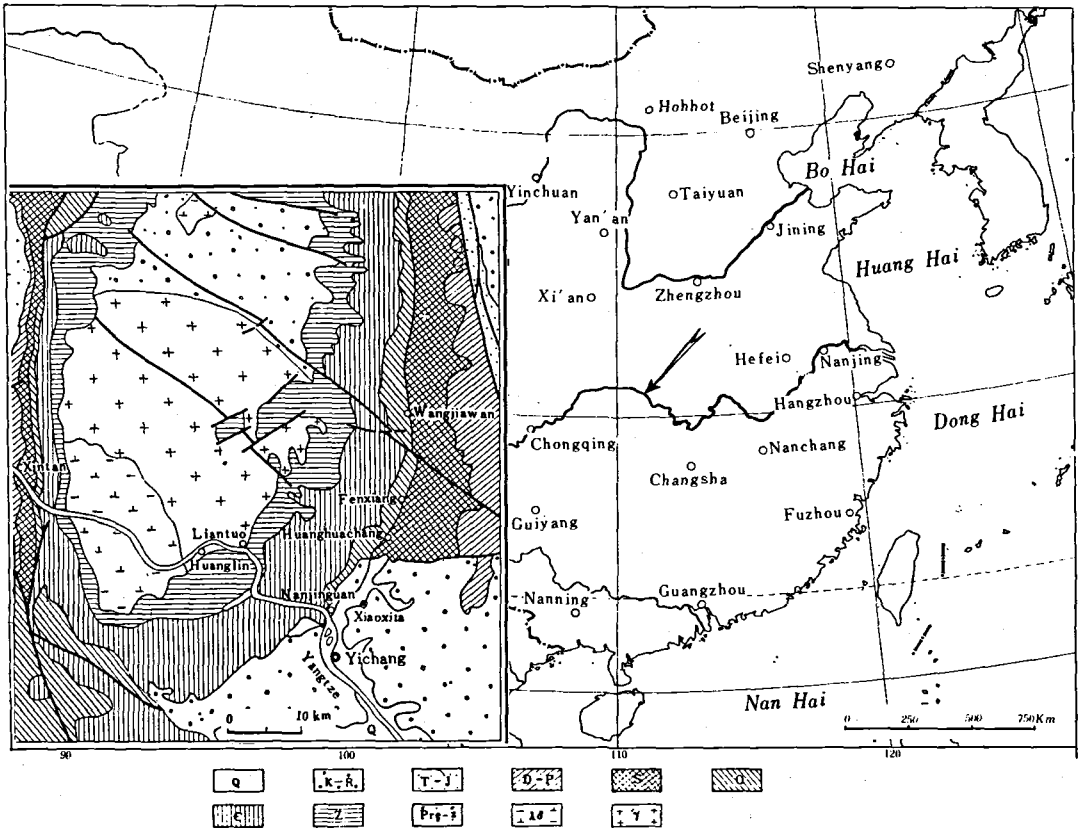 Shenyang
Hohhot
Beijing
Bo Hai
Yinchuan
Taiyuan
Yan'an
Jining
Huang Hai
Xi'an
Zhengzhou
Hefei
Nanjing
Hangzhou
Dong Hai
Chongqing
Nanchang
Changsha
Guiyang
Fuzhou
Guangzhou
Nanning
Nan Hai
0 250 500 750Km
Wangjiawan
Xintan
Fenxiang
Liantuo
Huanghuachang
Huanglin
Nanjinguan
Xiaoxita
Yichang
Yangtze
0 10 km
Q
90 100 110 120
Q K-R T-J D-P S O
Є Z γ